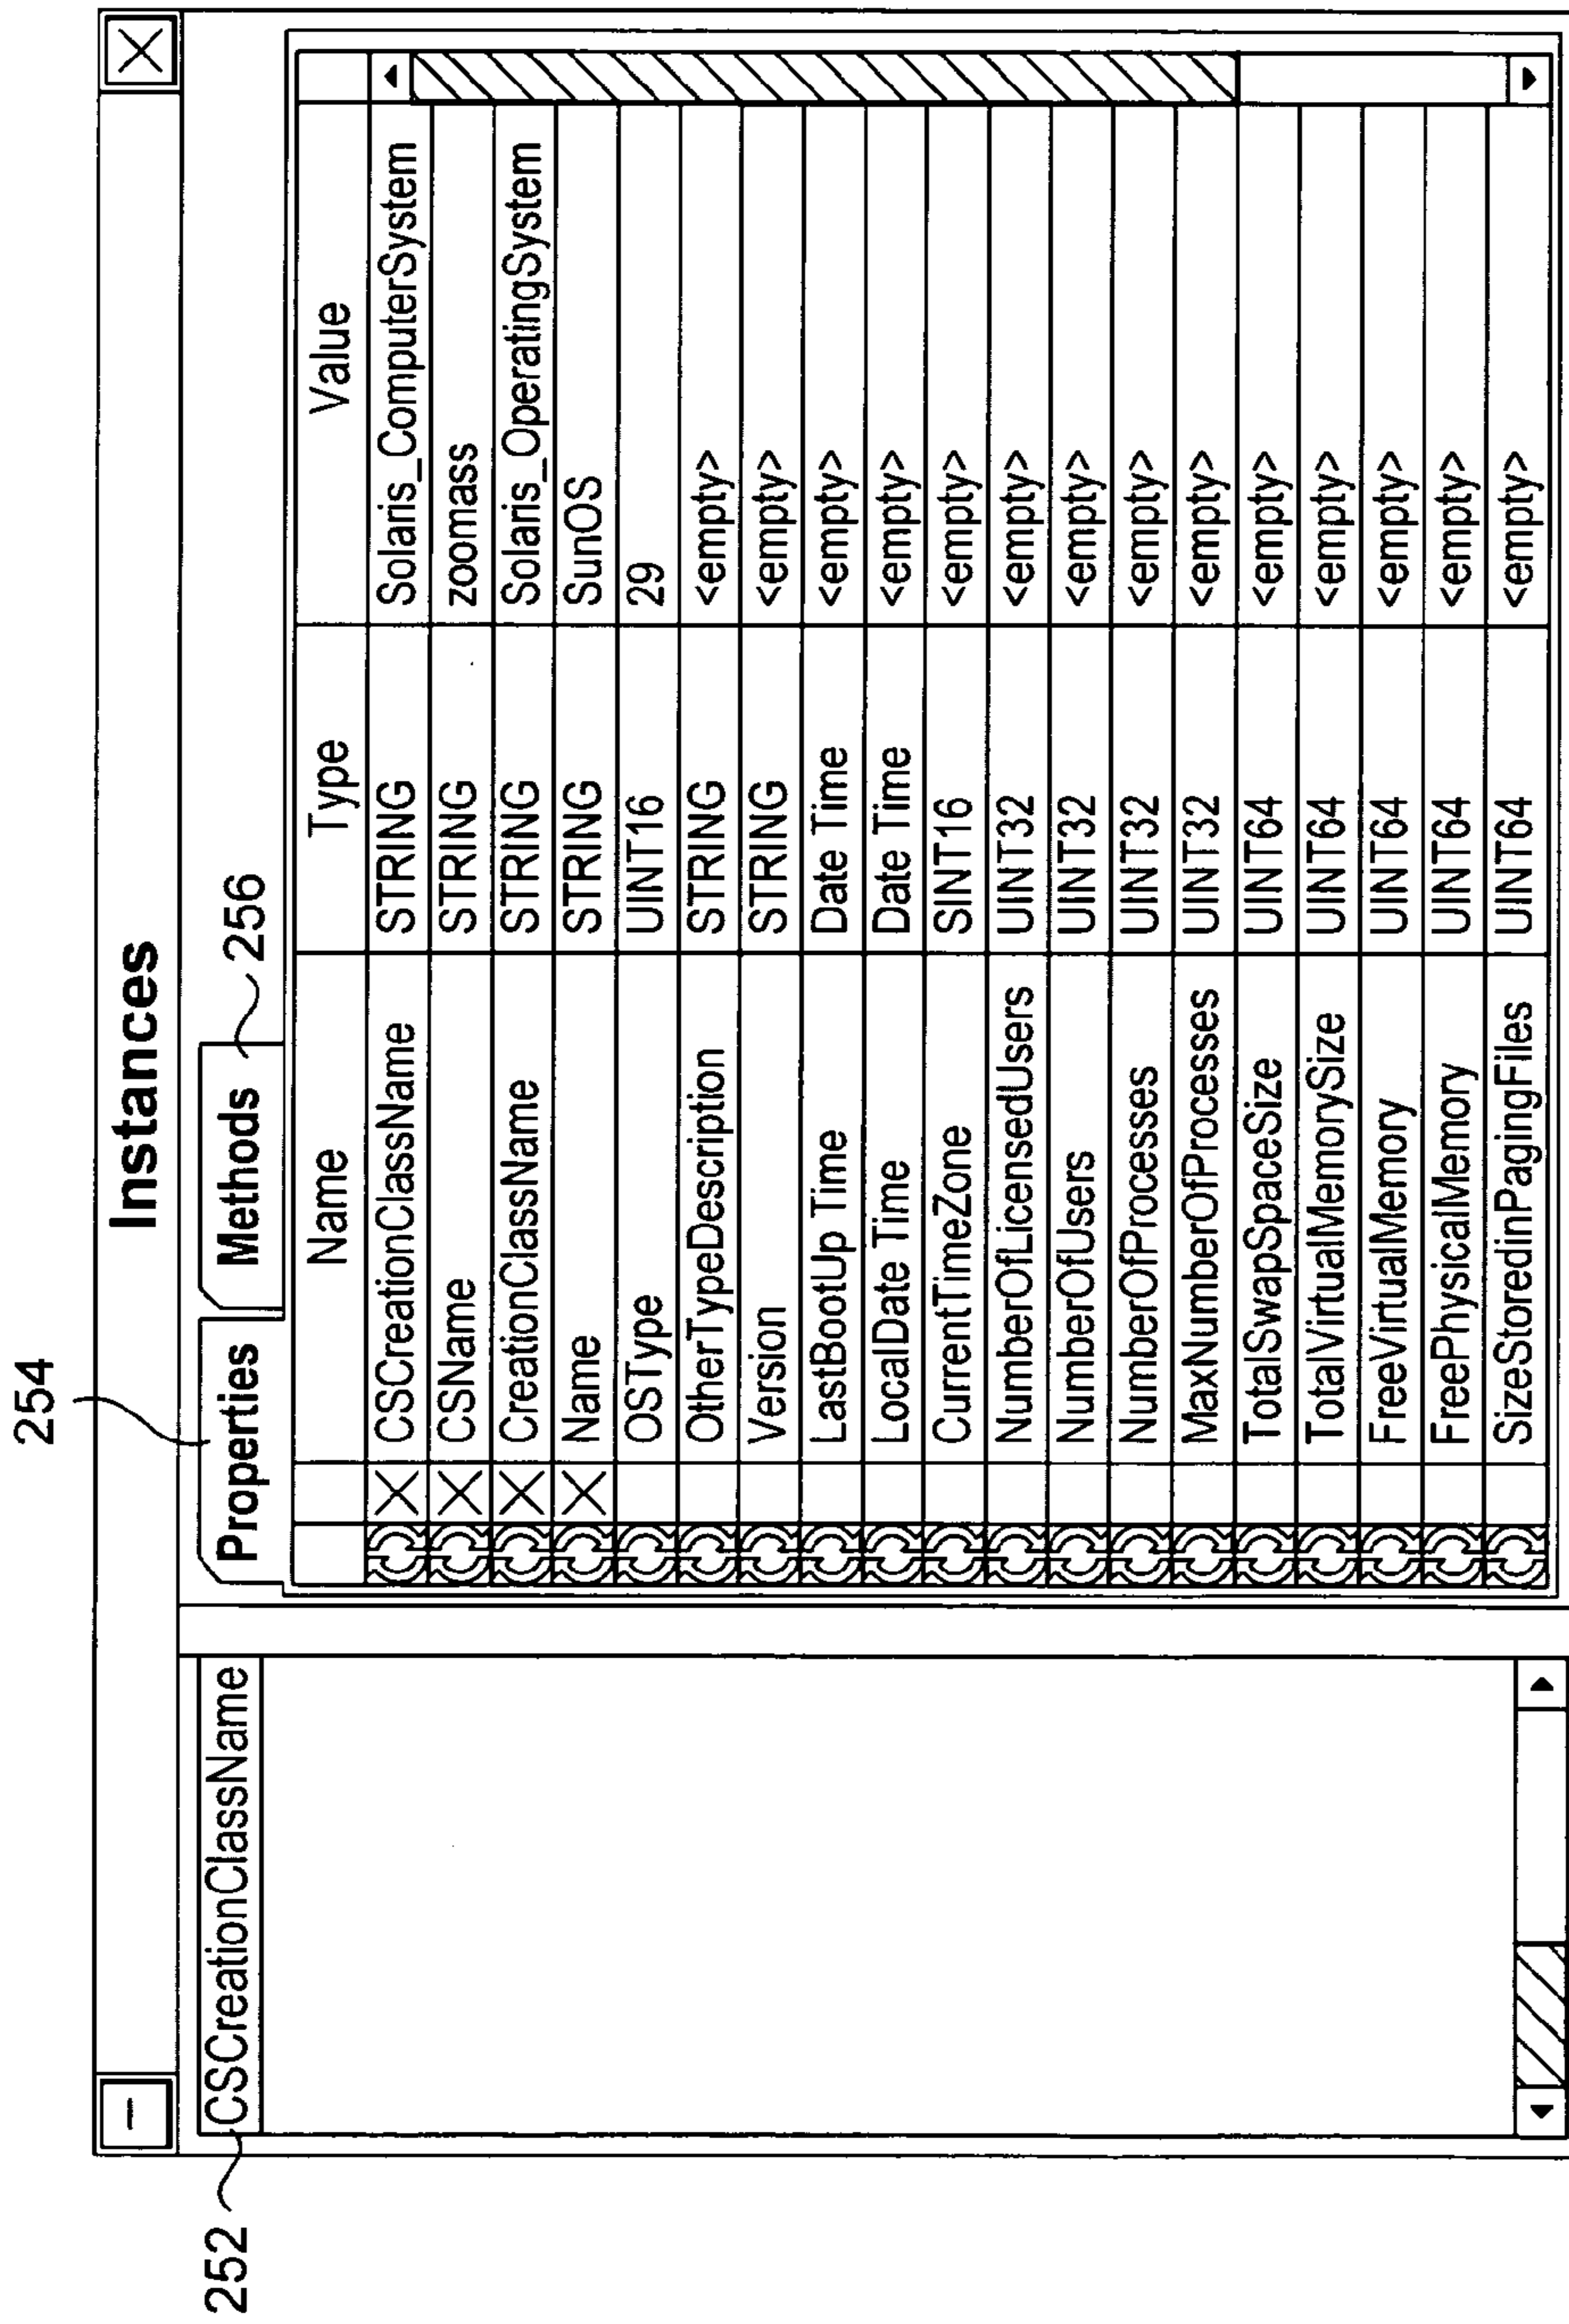 254
Instances
Properties Methods 256
252 CSCreationClassName
Name Type Value
CSCreationClassName STRING Solaris_ComputerSystem
CSName STRING zoomass
CreationClassName STRING Solaris_OperatingSystem
Name STRING SunOS
OSType UINT16 29
OtherTypeDescription STRING <empty>
Version STRING <empty>
LastBootUp Time Date Time <empty>
LocalDate Time Date Time <empty>
CurrentTimeZone SINT16 <empty>
NumberOfLicensedUsers UINT32 <empty>
NumberOfUsers UINT32 <empty>
NumberOfProcesses UINT32 <empty>
MaxNumberOfProcesses UINT32 <empty>
TotalSwapSpaceSize UINT64 <empty>
TotalVirtualMemorySize UINT64 <empty>
FreeVirtualMemory UINT64 <empty>
FreePhysicalMemory UINT64 <empty>
SizeStoredinPagingFiles UINT64 <empty>